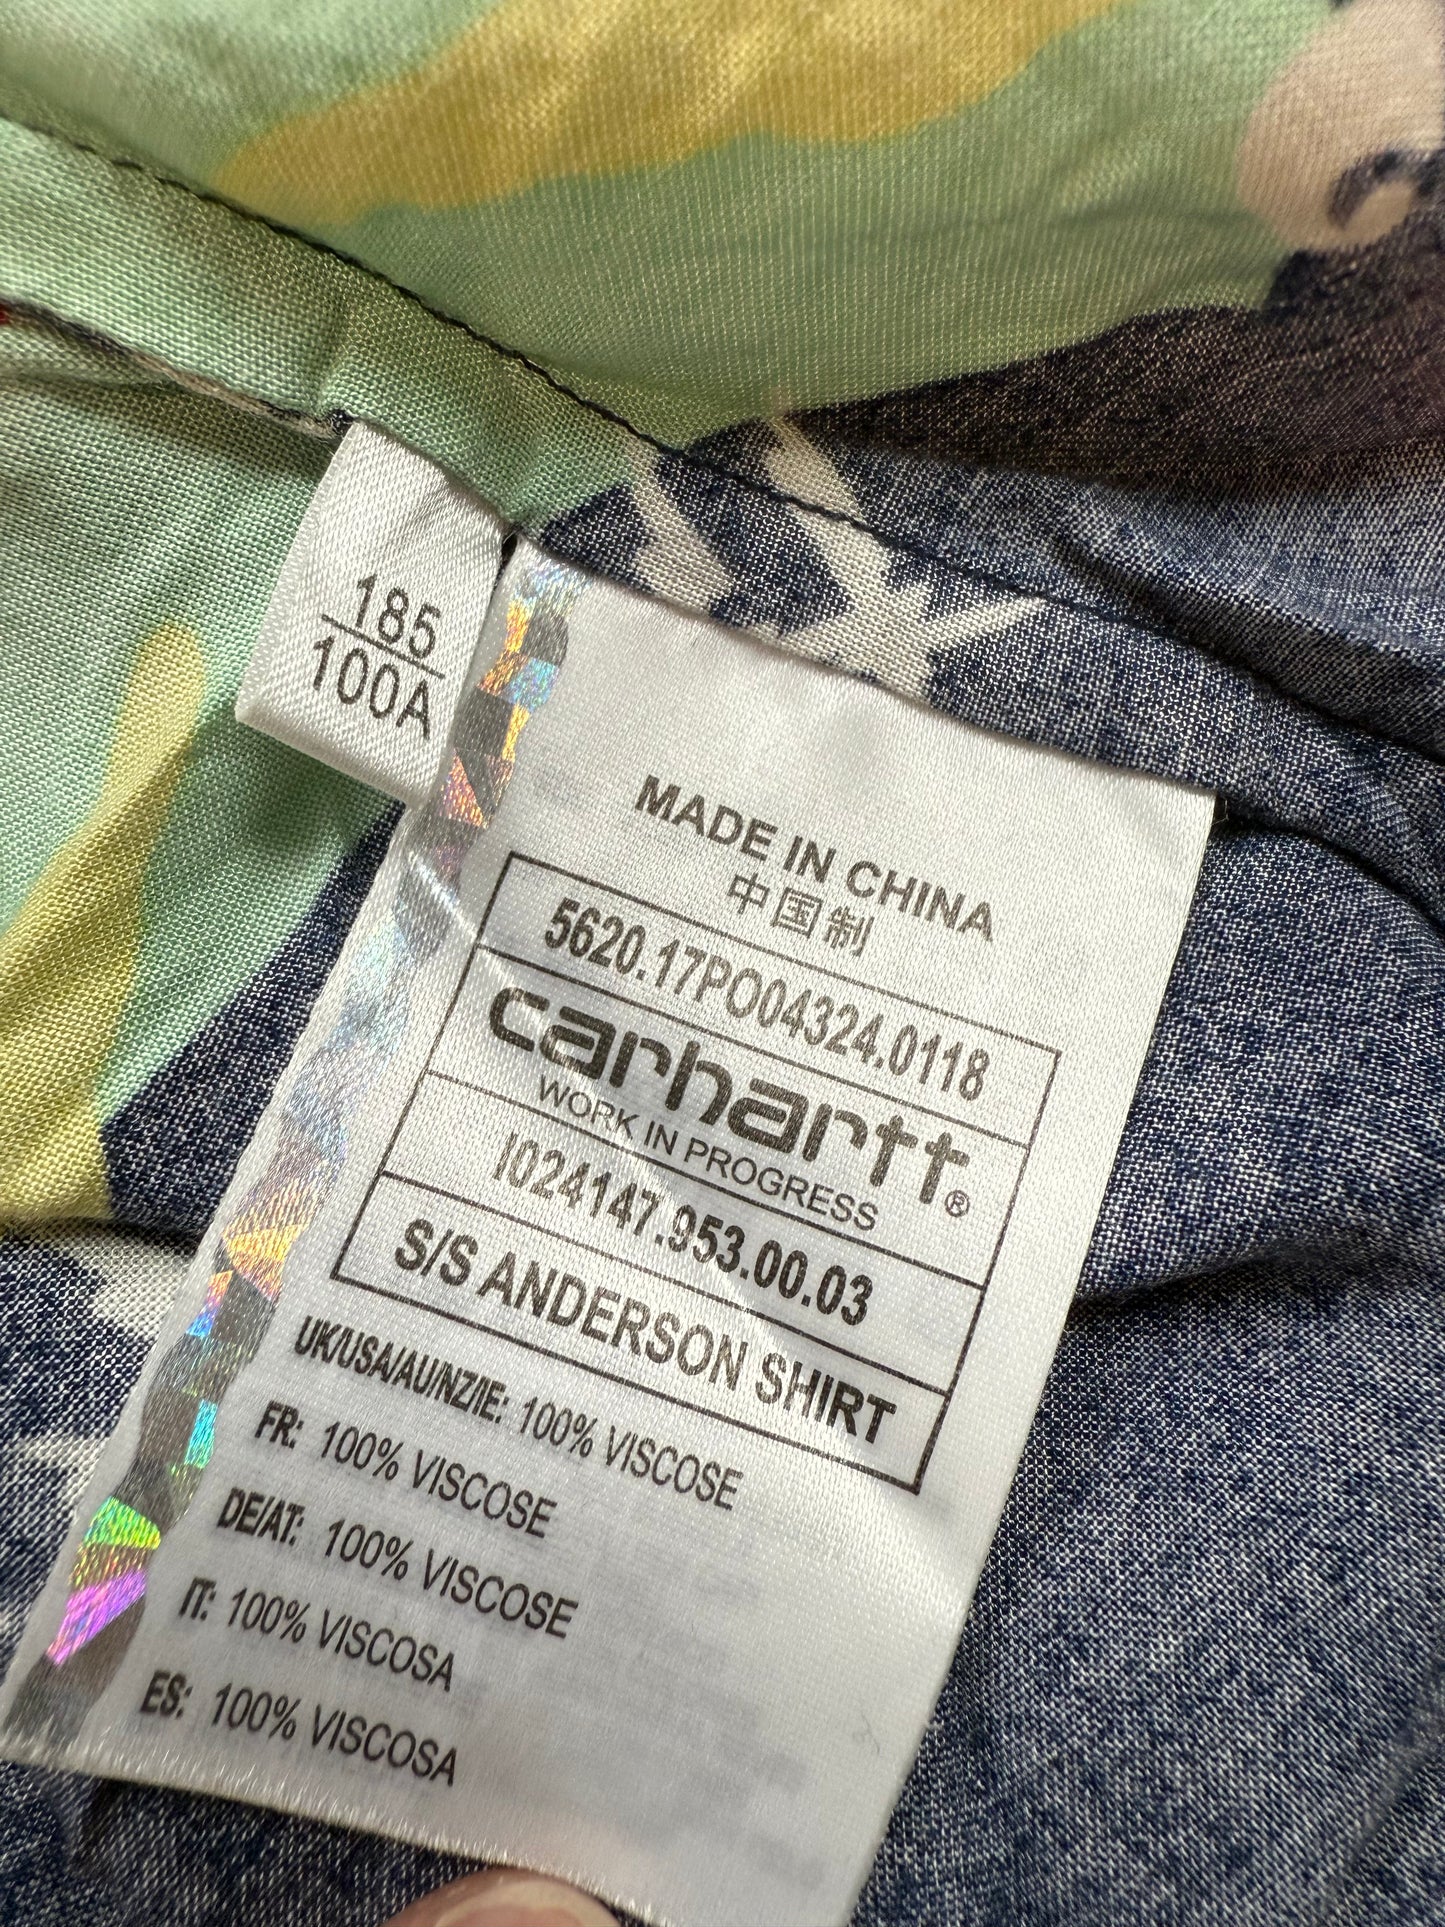 185
100A
MADE IN CHINA
中国制
5620.17PO04324.0118
carhartt®
WORK IN PROGRESS
I024147.953.00.03
S/S ANDERSON SHIRT
UK/USA/AU/NZ/IE: 100% VISCOSE
FR: 100% VISCOSE
DE/AT: 100% VISCOSE
IT: 100% VISCOSA
ES: 100% VISCOSA